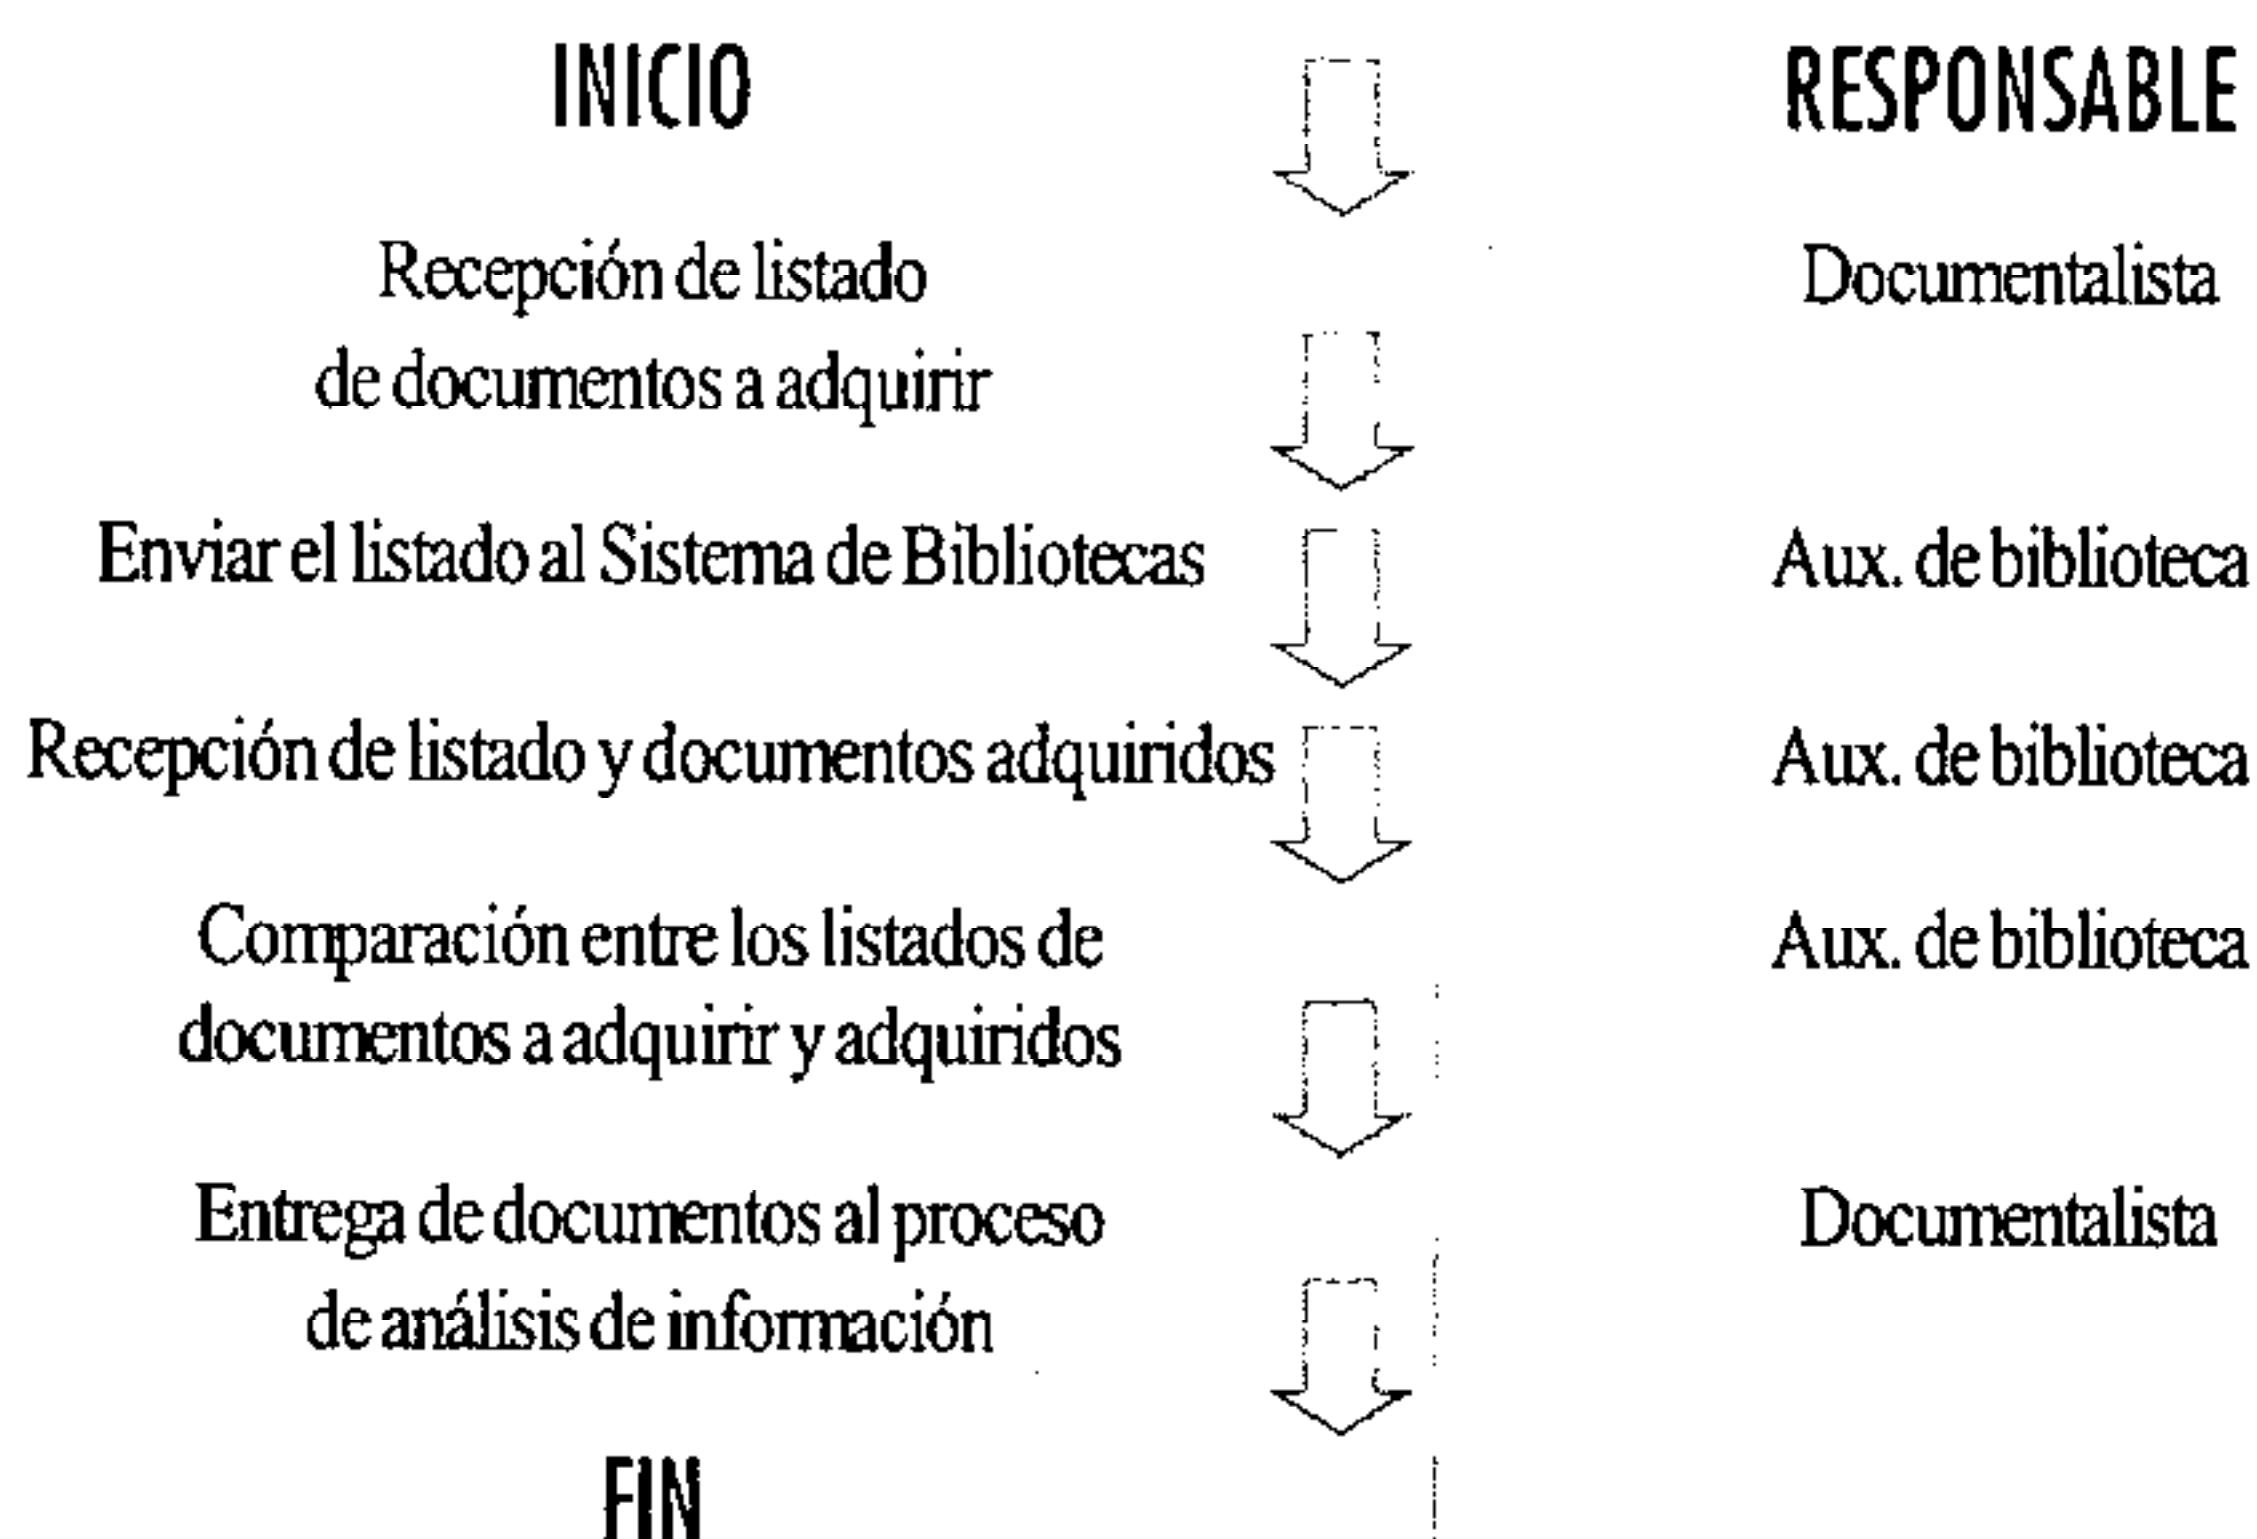 INICIO RESPONSABLE
Recepción de listado Documentalista
de documentos a adquirir
Enviar el listado al Sistema de Bibliotecas Aux. de biblioteca
Recepción de listado y documentos adquiridos Aux. de biblioteca
Comparación entre los listados de Aux. de biblioteca
documentos a adquirir y adquiridos
Entrega de documentos al proceso Documentalista
de análisis de información
FIN